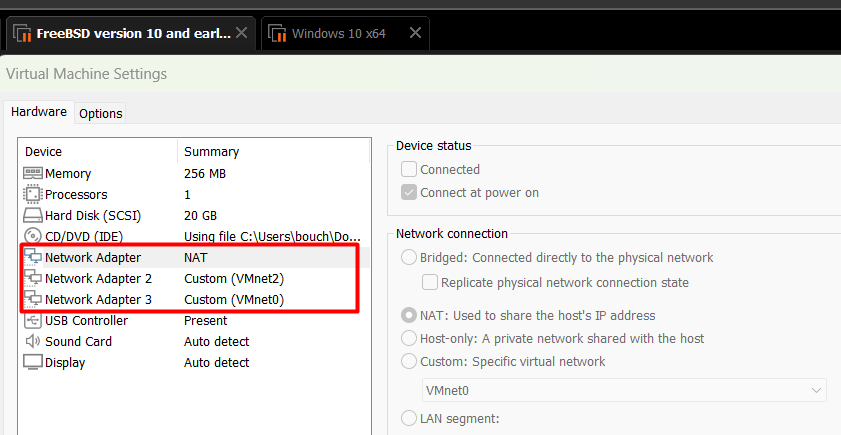 FreeBSD version 10 and earl...
Windows 10 x64
Virtual Machine Settings
Hardware
Options
Device Summary
Memory 256 MB
Processors 1
Hard Disk (SCSI) 20 GB
CD/DVD (IDE) Using file C:\Users\bouch\Do...
Network Adapter NAT
Network Adapter 2 Custom (VMnet2)
Network Adapter 3 Custom (VMnet0)
USB Controller Present
Sound Card Auto detect
Display Auto detect
Device status
Connected
Connect at power on
Network connection
Bridged: Connected directly to the physical network
Replicate physical network connection state
NAT: Used to share the host's IP address
Host-only: A private network shared with the host
Custom: Specific virtual network
VMnet0
LAN segment: